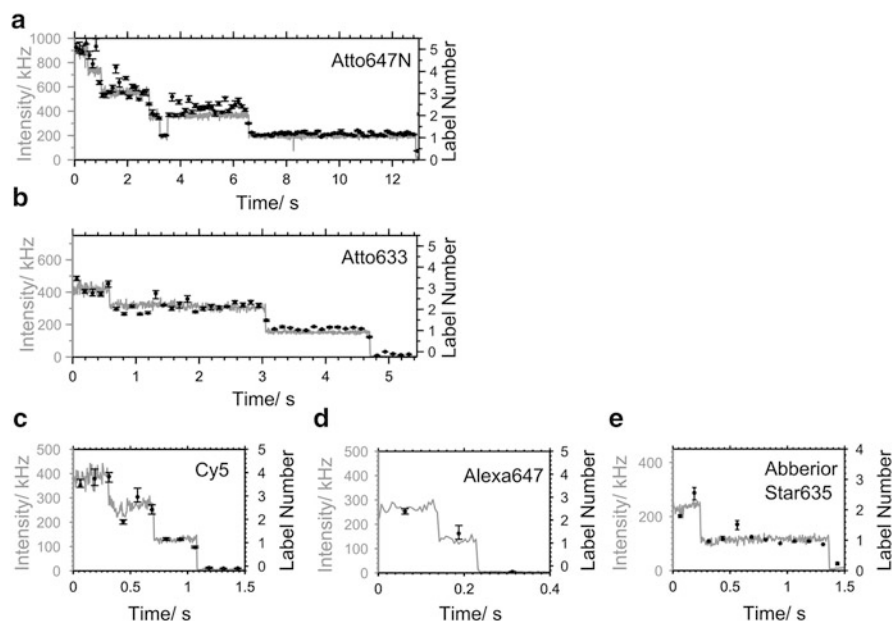 a
Atto647N
Intensity/ kHz
1000
800
600
400
200
0
Label Number
5
4
3
2
1
0
0 2 4 6 8 10 12
Time/ s
b
Atto633
Intensity/ kHz
600
400
200
0
Label Number
5
4
3
2
1
0
0 1 2 3 4 5
Time/ s
c
Cy5
Intensity/ kHz
500
400
300
200
100
0
Label Number
5
4
3
2
1
0
0 0.5 1 1.5
Time/ s
d
Alexa647
Intensity/ kHz
500
400
300
200
100
0
Label Number
5
4
3
2
1
0
0 0.2 0.4
Time/ s
e
Abberior
Star635
Intensity/ kHz
400
200
0
Label Number
4
3
2
1
0
0 0.5 1 1.5
Time/ s